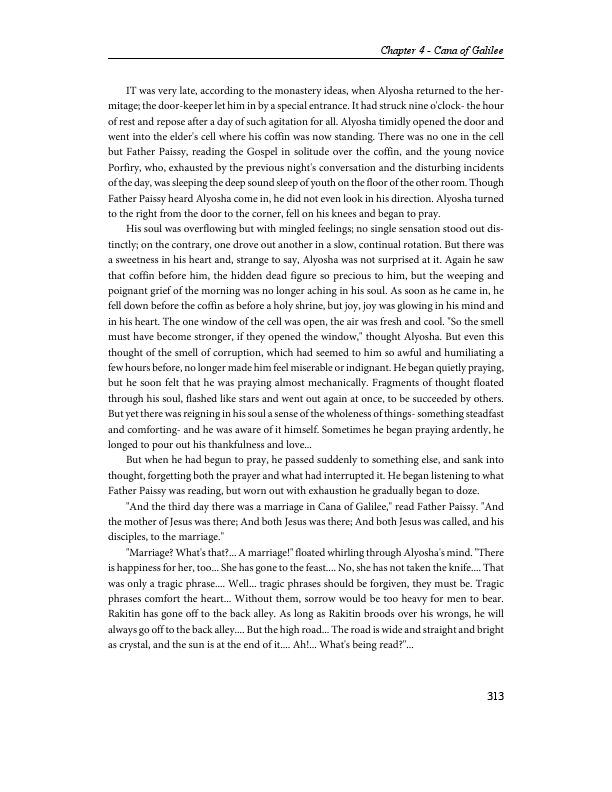 Chapter 4 - Cana of Galilee
IT was very late, according to the monastery ideas, when Alyosha returned to the her-
mitage; the door-keeper let him in by a special entrance. It had struck nine o'clock- the hour
of rest and repose after a day of such agitation for all. Alyosha timidly opened the door and
went into the elder's cell where his coffin was now standing. There was no one in the cell
but Father Paissy, reading the Gospel in solitude over the coffin, and the young novice
Porfiry, who, exhausted by the previous night's conversation and the disturbing incidents
of the day, was sleeping the deep sound sleep of youth on the floor of the other room. Though
Father Paissy heard Alyosha come in, he did not even look in his direction. Alyosha turned
to the right from the door to the corner, fell on his knees and began to pray.
His soul was overflowing but with mingled feelings; no single sensation stood out dis-
tinctly; on the contrary, one drove out another in a slow, continual rotation. But there was
a sweetness in his heart and, strange to say, Alyosha was not surprised at it. Again he saw
that coffin before him, the hidden dead figure so precious to him, but the weeping and
poignant grief of the morning was no longer aching in his soul. As soon as he came in, he
fell down before the coffin as before a holy shrine, but joy, joy was glowing in his mind and
in his heart. The one window of the cell was open, the air was fresh and cool. "So the smell
must have become stronger, if they opened the window," thought Alyosha. But even this
thought of the smell of corruption, which had seemed to him so awful and humiliating a
few hours before, no longer made him feel miserable or indignant. He began quietly praying,
but he soon felt that he was praying almost mechanically. Fragments of thought floated
through his soul, flashed like stars and went out again at once, to be succeeded by others.
But yet there was reigning in his soul a sense of the wholeness of things- something steadfast
and comforting- and he was aware of it himself. Sometimes he began praying ardently, he
longed to pour out his thankfulness and love...
But when he had begun to pray, he passed suddenly to something else, and sank into
thought, forgetting both the prayer and what had interrupted it. He began listening to what
Father Paissy was reading, but worn out with exhaustion he gradually began to doze.
"And the third day there was a marriage in Cana of Galilee," read Father Paissy. "And
the mother of Jesus was there; And both Jesus was there; And both Jesus was called, and his
disciples, to the marriage."
"Marriage? What's that?... A marriage!" floated whirling through Alyosha's mind. "There
is happiness for her, too... She has gone to the feast.... No, she has not taken the knife.... That
was only a tragic phrase.... Well... tragic phrases should be forgiven, they must be. Tragic
phrases comfort the heart... Without them, sorrow would be too heavy for men to bear.
Rakitin has gone off to the back alley. As long as Rakitin broods over his wrongs, he will
always go off to the back alley.... But the high road... The road is wide and straight and bright
as crystal, and the sun is at the end of it.... Ah!... What's being read?"...
313